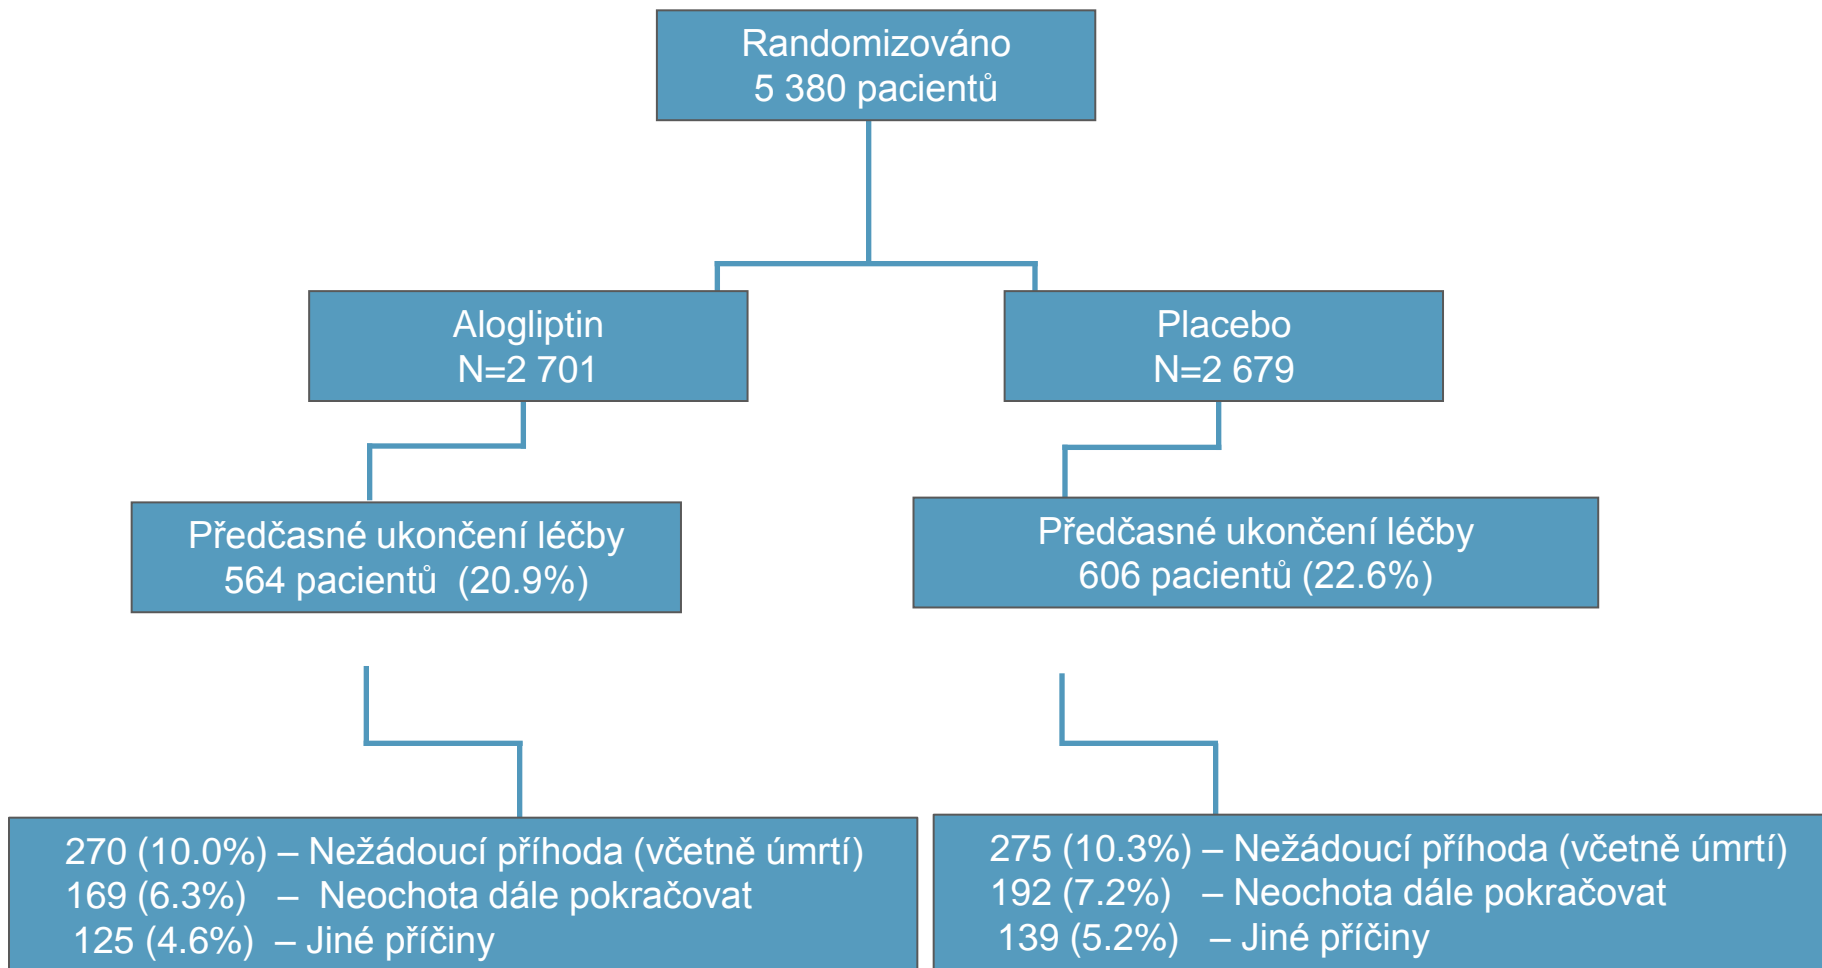 Randomizováno
5 380 pacientů
Alogliptin
N=2 701
Placebo
N=2 679
Předčasné ukončení léčby
564 pacientů (20.9%)
Předčasné ukončení léčby
606 pacientů (22.6%)
270 (10.0%) – Nežádoucí příhoda (včetně úmrtí)
169 (6.3%) – Neochota dále pokračovat
125 (4.6%) – Jiné příčiny
275 (10.3%) – Nežádoucí příhoda (včetně úmrtí)
192 (7.2%) – Neochota dále pokračovat
139 (5.2%) – Jiné příčiny